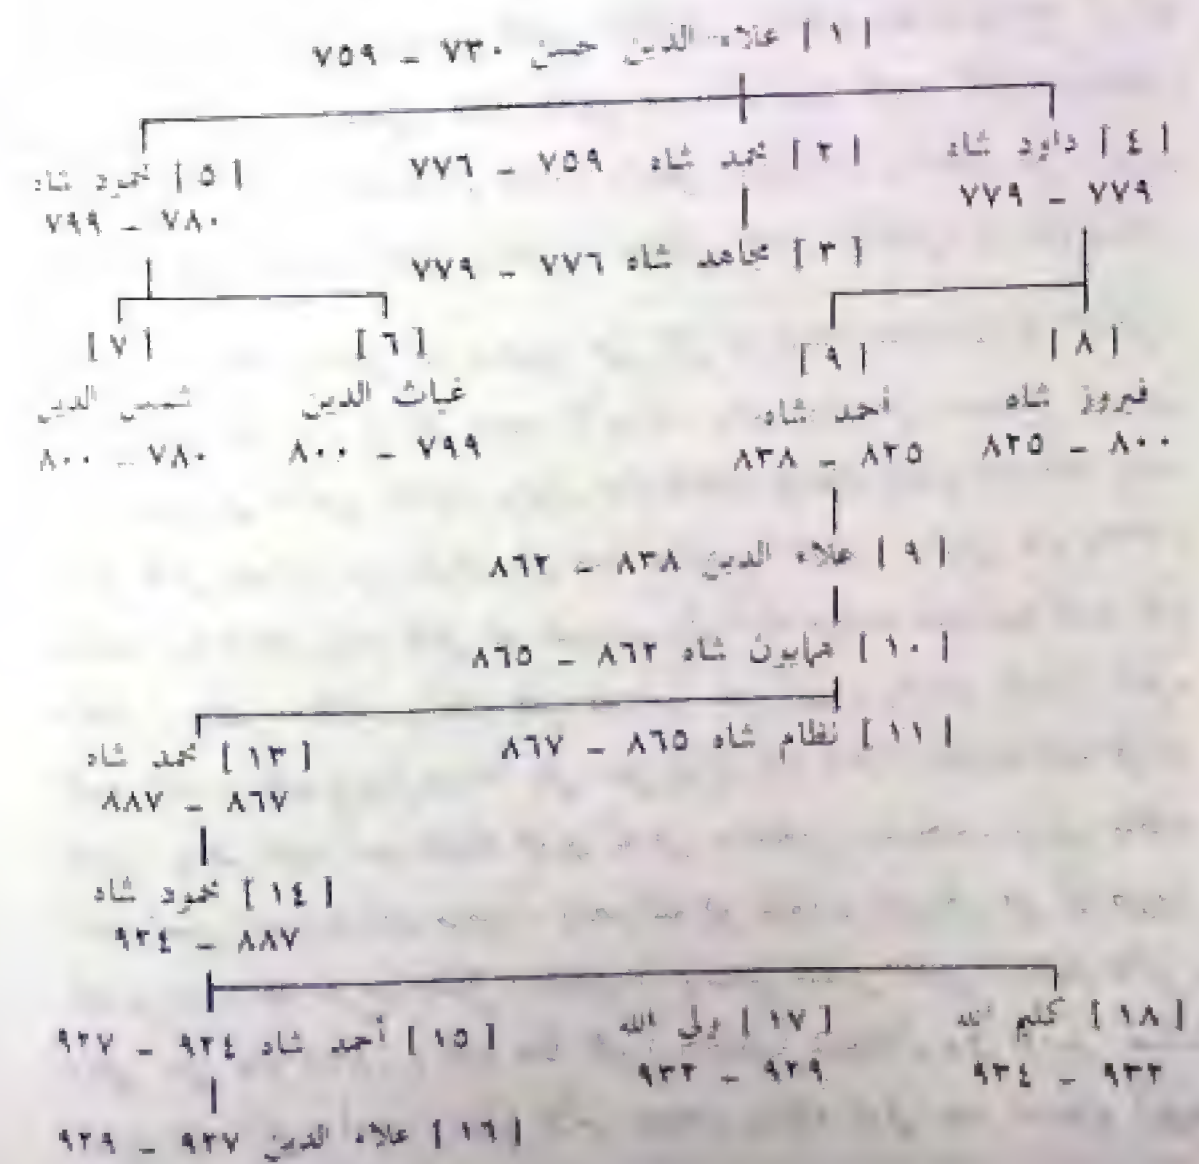 [١] علاء الدين حسن ٧٣٠ - ٧٥٩
[٤] داود شاه
٧٧٩ - ٧٧٩
[٢] محمد شاه ٧٥٩ - ٧٧٦
[٥] محمود شاه
٧٨٠ - ٧٩٩
[٣] مجاهد شاه ٧٧٦ - ٧٧٩
[٨]
فيروز شاه
٨٠٠ - ٨٢٥
[٩]
أحمد شاه
٨٢٥ - ٨٣٨
[٦]
غياث الدين
٧٩٩ - ٨٠٠
[٧]
شمس الدين
٧٨٠ - ٨٠٠
[٩] علاء الدين ٨٣٨ - ٨٦٢
[١٠] همايون شاه ٨٦٢ - ٨٦٥
[١١] نظام شاه ٨٦٥ - ٨٦٧
[١٣] محمد شاه
٨٦٧ - ٨٨٧
[١٤] محمود شاه
٨٨٧ - ٩٢٤
[١٨] كليم الله
٩٣٢ - ٩٣٤
[١٧] ولي الله
٩٢٩ - ٩٣٢
[١٥] أحمد شاه ٩٢٤ - ٩٢٧
[١٦] علاء الدين ٩٢٧ - ٩٢٩